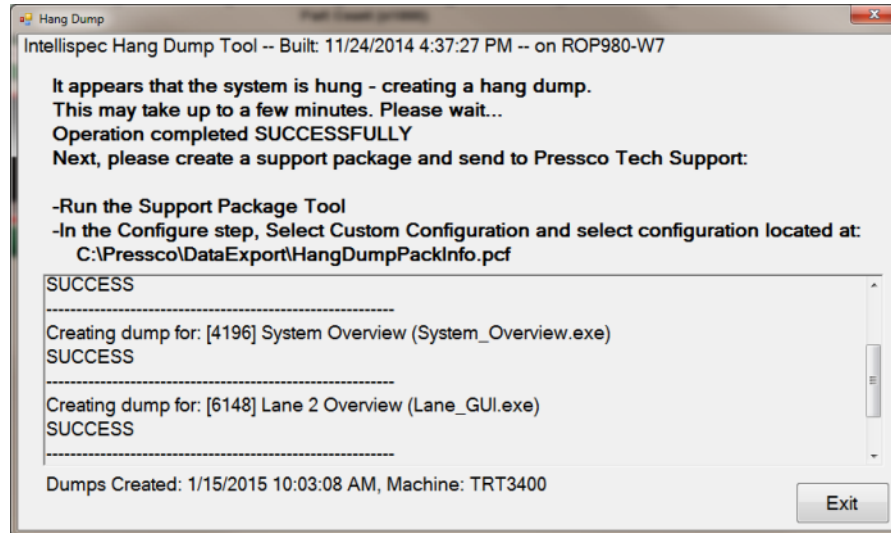 Hang Dump
Intellispec Hang Dump Tool -- Built: 11/24/2014 4:37:27 PM -- on ROP980-W7
It appears that the system is hung - creating a hang dump.
This may take up to a few minutes. Please wait...
Operation completed SUCCESSFULLY
Next, please create a support package and send to Pressco Tech Support:
-Run the Support Package Tool
-In the Configure step, Select Custom Configuration and select configuration located at:
C:\Pressco\DataExport\HangDumpPackInfo.pcf
SUCCESS
----------------------------------------------------------
Creating dump for: [4196] System Overview (System_Overview.exe)
SUCCESS
----------------------------------------------------------
Creating dump for: [6148] Lane 2 Overview (Lane_GUI.exe)
SUCCESS
----------------------------------------------------------
Dumps Created: 1/15/2015 10:03:08 AM, Machine: TRT3400
Exit